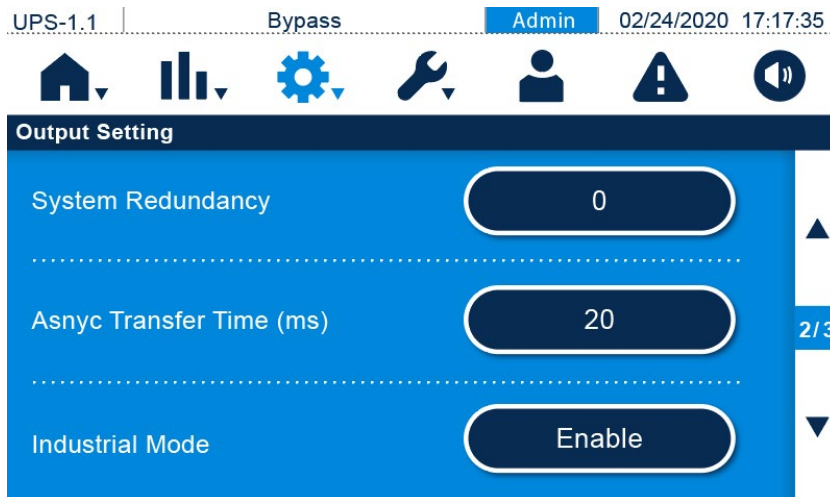 UPS-1.1 Bypass Admin 02/24/2020 17:17:35
Output Setting
System Redundancy 0
Asnyc Transfer Time (ms) 20
2/3
Industrial Mode Enable